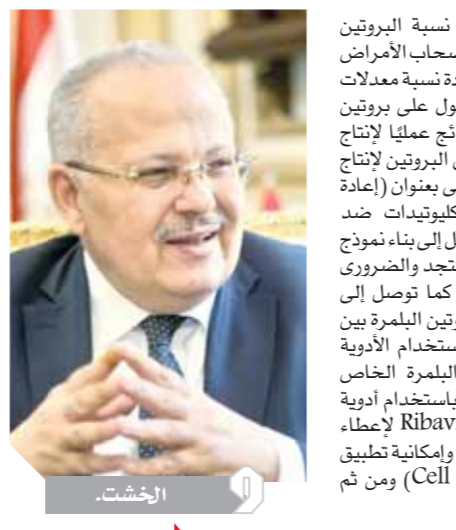 نسبة البروتين
صحاب الأمراض
دة نسبة معدلات
ول على بروتين
ئج عمليًا لإنتاج
البروتين لإنتاج
ى بعنوان (إعادة
كليوتيدات ضد
ل إلى بناء نموذج
تجد والضرورى
كما توصل إلى
وتين البلمرة بين
ستخدام الأدوية
البلمرة الخاص
باستخدام أدوية
Ribav لإعطاء
وإمكانية تطبيق
Cell) ومن ثم
الخشت.